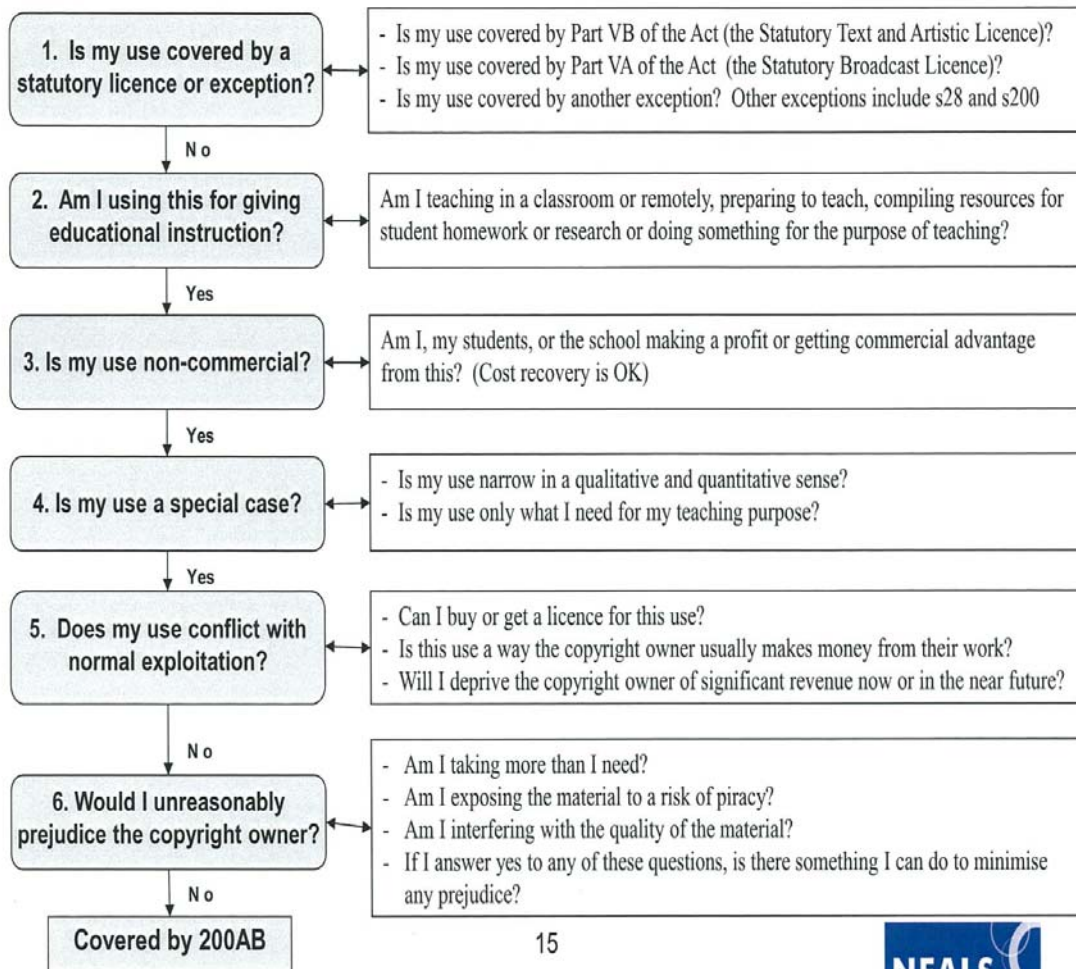 1. Is my use covered by a
statutory licence or exception?
- Is my use covered by Part VB of the Act (the Statutory Text and Artistic Licence)?
- Is my use covered by Part VA of the Act (the Statutory Broadcast Licence)?
- Is my use covered by another exception? Other exceptions include s28 and s200
No
2. Am I using this for giving
educational instruction?
Am I teaching in a classroom or remotely, preparing to teach, compiling resources for
student homework or research or doing something for the purpose of teaching?
Yes
3. Is my use non-commercial?
Am I, my students, or the school making a profit or getting commercial advantage
from this? (Cost recovery is OK)
Yes
4. Is my use a special case?
- Is my use narrow in a qualitative and quantitative sense?
- Is my use only what I need for my teaching purpose?
Yes
5. Does my use conflict with
normal exploitation?
- Can I buy or get a licence for this use?
- Is this use a way the copyright owner usually makes money from their work?
- Will I deprive the copyright owner of significant revenue now or in the near future?
No
6. Would I unreasonably
prejudice the copyright owner?
- Am I taking more than I need?
- Am I exposing the material to a risk of piracy?
- Am I interfering with the quality of the material?
- If I answer yes to any of these questions, is there something I can do to minimise
any prejudice?
No
Covered by 200AB
15
NEALS